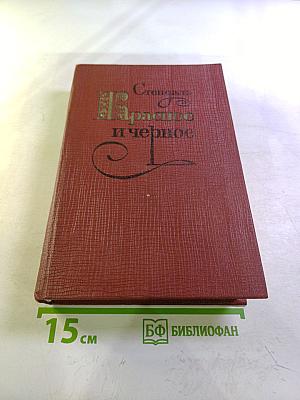 Стендаль
Красное
и черное
15 см
БФ БИБЛИОФАН